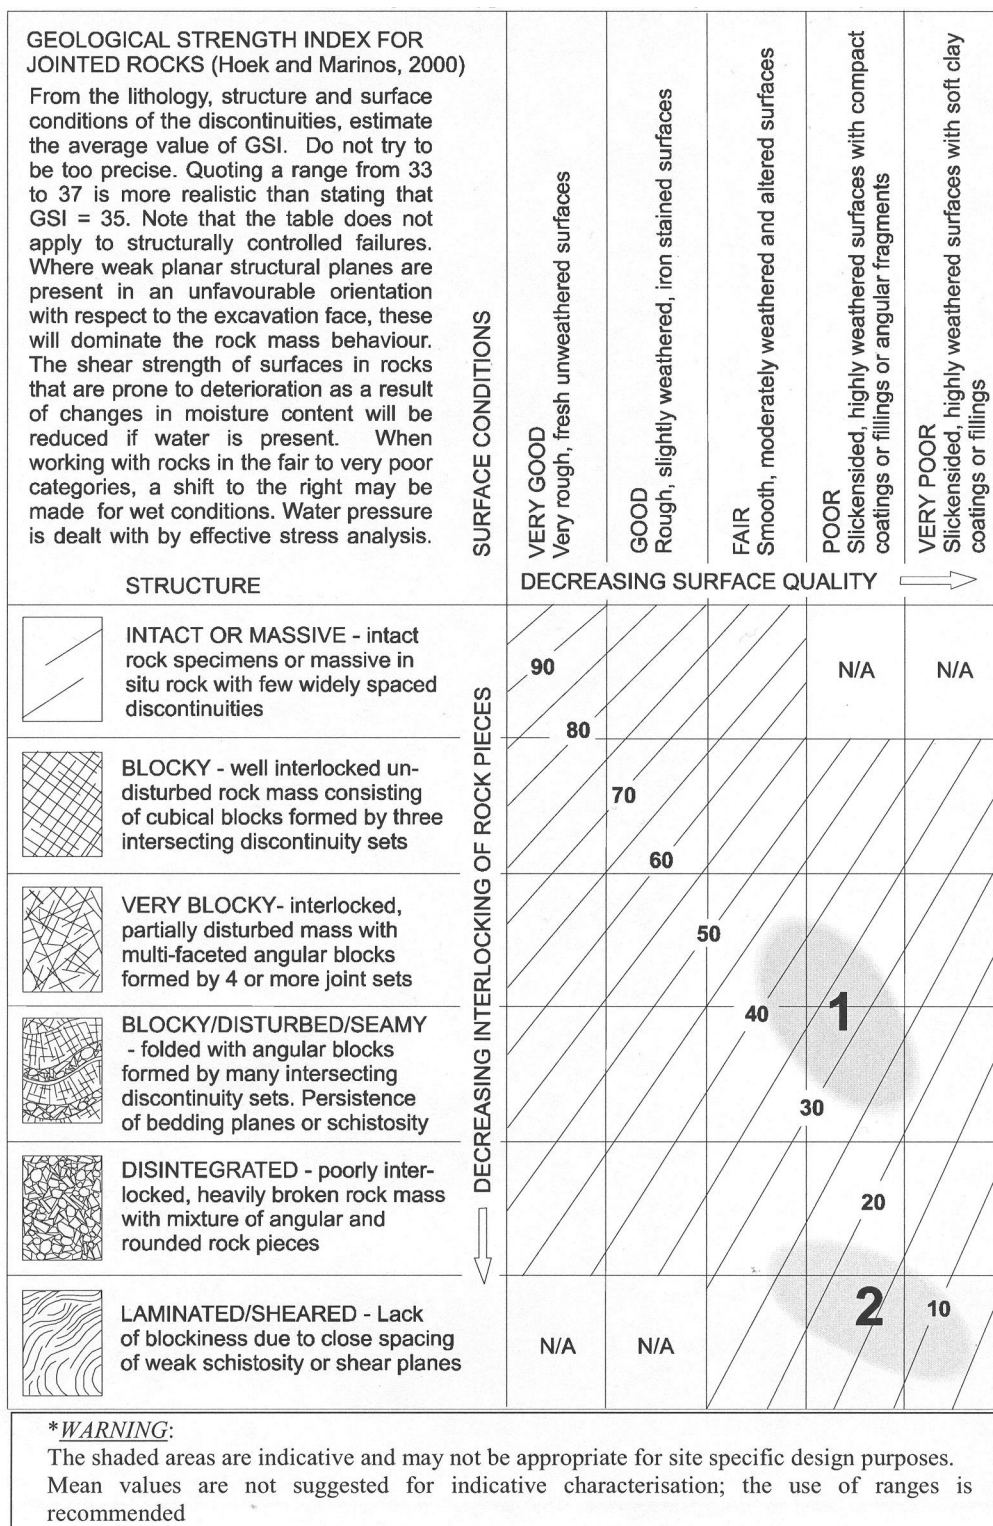 GEOLOGICAL STRENGTH INDEX FOR
JOINTED ROCKS (Hoek and Marinos, 2000)
From the lithology, structure and surface
conditions of the discontinuities, estimate
the average value of GSI. Do not try to
be too precise. Quoting a range from 33
to 37 is more realistic than stating that
GSI = 35. Note that the table does not
apply to structurally controlled failures.
Where weak planar structural planes are
present in an unfavourable orientation
with respect to the excavation face, these
will dominate the rock mass behaviour.
The shear strength of surfaces in rocks
that are prone to deterioration as a result
of changes in moisture content will be
reduced if water is present. When
working with rocks in the fair to very poor
categories, a shift to the right may be
made for wet conditions. Water pressure
is dealt with by effective stress analysis.
STRUCTURE
SURFACE CONDITIONS
VERY GOOD
Very rough, fresh unweathered surfaces
GOOD
Rough, slightly weathered, iron stained surfaces
FAIR
Smooth, moderately weathered and altered surfaces
POOR
Slickensided, highly weathered surfaces with compact
coatings or fillings or angular fragments
VERY POOR
Slickensided, highly weathered surfaces with soft clay
coatings or fillings
DECREASING SURFACE QUALITY
DECREASING INTERLOCKING OF ROCK PIECES
INTACT OR MASSIVE - intact
rock specimens or massive in
situ rock with few widely spaced
discontinuities
90
N/A
N/A
80
BLOCKY - well interlocked un-
disturbed rock mass consisting
of cubical blocks formed by three
intersecting discontinuity sets
70
60
VERY BLOCKY- interlocked,
partially disturbed mass with
multi-faceted angular blocks
formed by 4 or more joint sets
50
1
40
BLOCKY/DISTURBED/SEAMY
- folded with angular blocks
formed by many intersecting
discontinuity sets. Persistence
of bedding planes or schistosity
30
DISINTEGRATED - poorly inter-
locked, heavily broken rock mass
with mixture of angular and
rounded rock pieces
20
LAMINATED/SHEARED - Lack
of blockiness due to close spacing
of weak schistosity or shear planes
N/A
N/A
2
10
*WARNING:
The shaded areas are indicative and may not be appropriate for site specific design purposes.
Mean values are not suggested for indicative characterisation; the use of ranges is
recommended